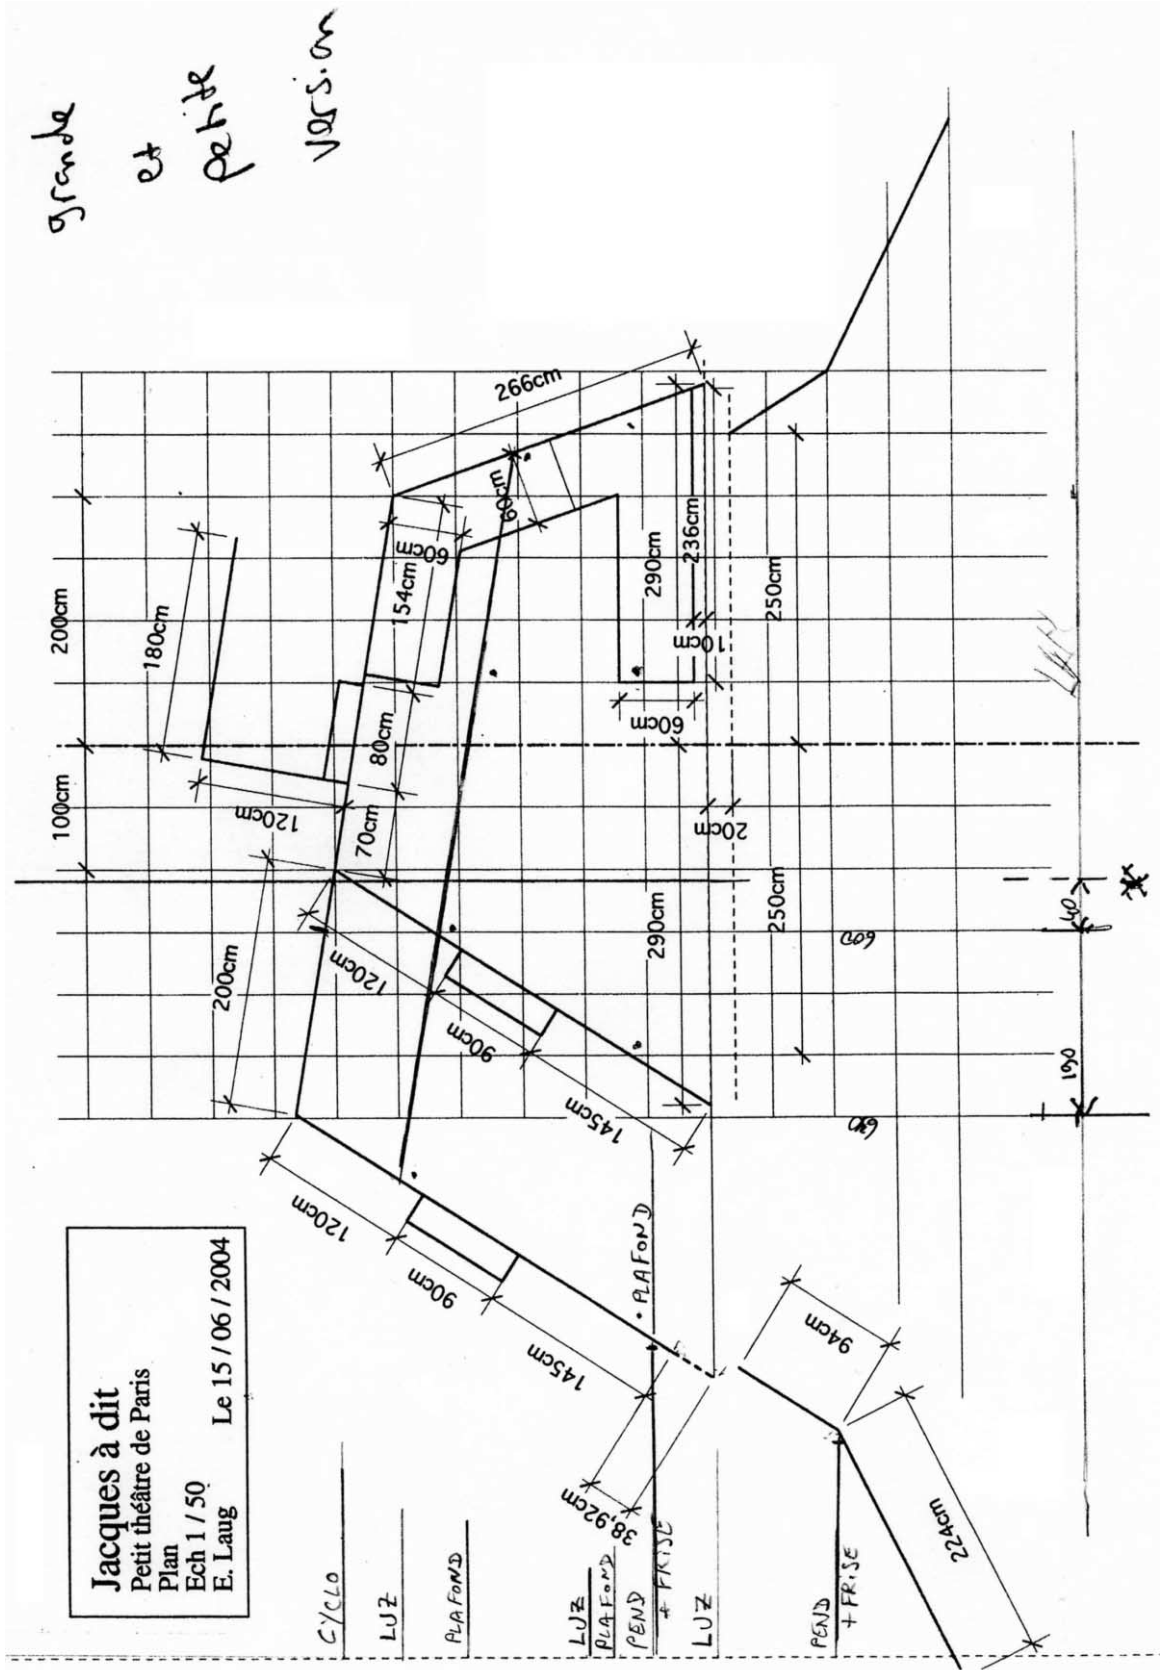 grande
et
petite
version
Jacques à dit
Petit théâtre de Paris
Plan
Ech 1 / 50
E. Laug Le 15 / 06 / 2004
200cm
100cm
180cm
120cm
200cm
266cm
60cm
154cm
60cm
80cm
70cm
290cm
236cm
10cm
60cm
250cm
20cm
290cm
250cm
120cm
90cm
145cm
120cm
90cm
145cm
38,92cm
94cm
224cm
40
190
600
CYCLO
LUZ
PLAFOND
LUZ
PLAFOND
PEND
+ FRISE
LUZ
PEND
+ FRISE
PLAFOND